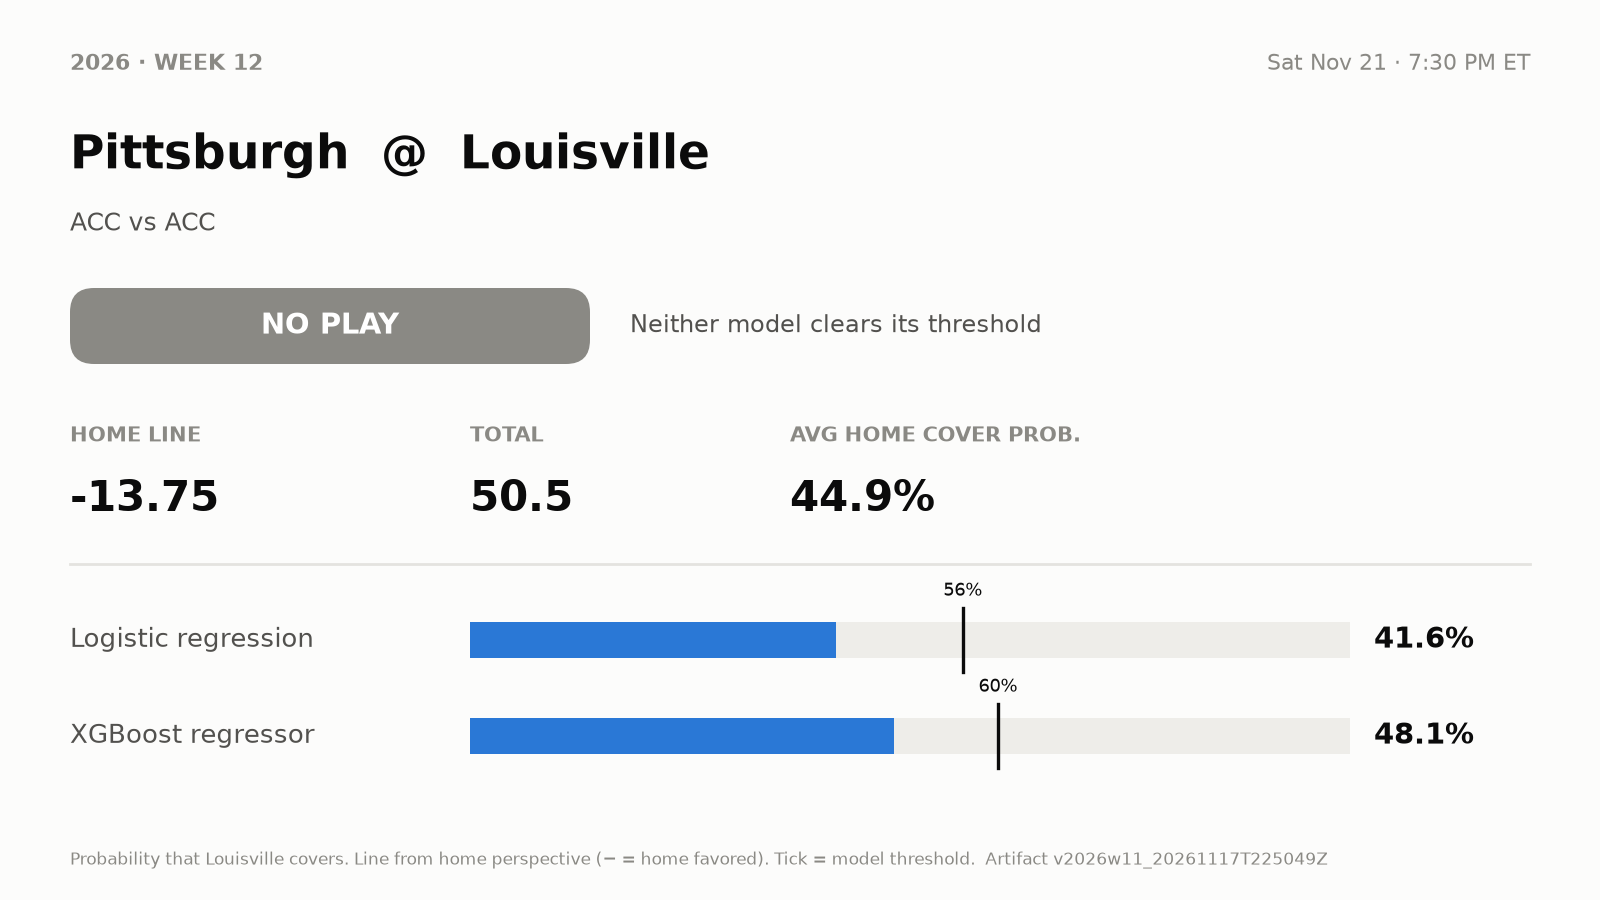 2026 · WEEK 12
Sat Nov 21 · 7:30 PM ET
Pittsburgh @ Louisville
ACC vs ACC
NO PLAY
Neither model clears its threshold
HOME LINE
TOTAL
AVG HOME COVER PROB.
-13.75
50.5
44.9%
56%
Logistic regression
41.6%
60%
XGBoost regressor
48.1%
Probability that Louisville covers. Line from home perspective (− = home favored). Tick = model threshold. Artifact v2026w11_20261117T225049Z